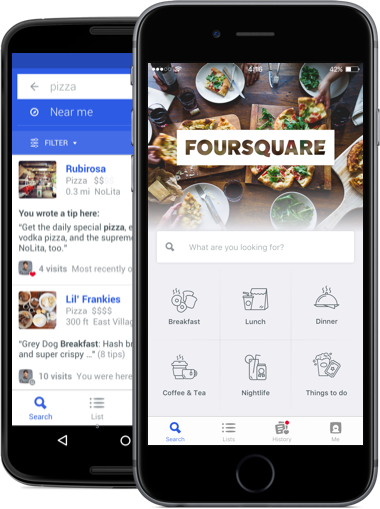 pizza
Near me
FILTER
Rubirosa
Pizza $$
0.3 mi NoLita
You wrote a tip here:
"Get the daily special pizza, e
vodka pizza, and the supreme
NoLita, too."
4 visits Most recently o
Lil' Frankies
Pizza $$$$
300 ft East Villag
"Grey Dog Breakfast: Hash b
and super crispy ..." (8 tips)
10 visits You were here
Search
List
4:16
42%
FOURSQUARE
What are you looking for?
Breakfast
Lunch
Dinner
Coffee & Tea
Nightlife
Things to do
Search
Lists
History
Me